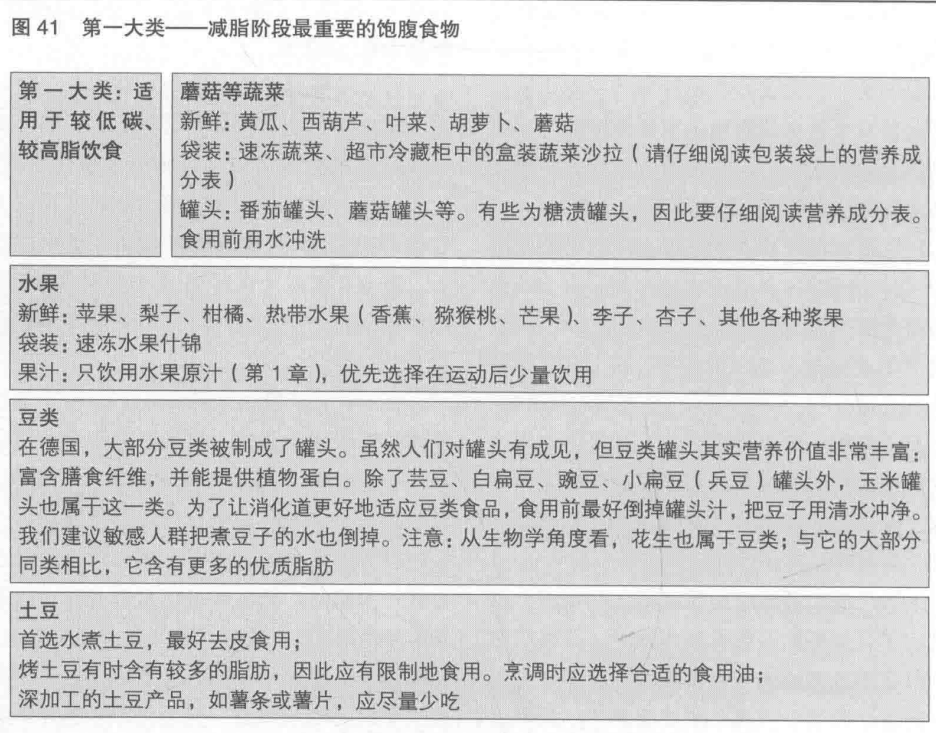 图 41　第一大类——减脂阶段最重要的饱腹食物
第一大类：适
用于较低碳、
较高脂饮食
蘑菇等蔬菜
新鲜：黄瓜、西葫芦、叶菜、胡萝卜、蘑菇
袋装：速冻蔬菜、超市冷藏柜中的盒装蔬菜沙拉（请仔细阅读包装袋上的营养成
分表）
罐头：番茄罐头、蘑菇罐头等。有些为糖渍罐头，因此要仔细阅读营养成分表。
食用前用水冲洗
水果
新鲜：苹果、梨子、柑橘、热带水果（香蕉、猕猴桃、芒果）、李子、杏子、其他各种浆果
袋装：速冻水果什锦
果汁：只饮用水果原汁（第 1 章），优先选择在运动后少量饮用
豆类
在德国，大部分豆类被制成了罐头。虽然人们对罐头有成见，但豆类罐头其实营养价值非常丰富：
富含膳食纤维，并能提供植物蛋白。除了芸豆、白扁豆、豌豆、小扁豆（兵豆）罐头外，玉米罐
头也属于这一类。为了让消化道更好地适应豆类食品，食用前最好倒掉罐头汁，把豆子用清水冲净。
我们建议敏感人群把煮豆子的水也倒掉。注意：从生物学角度看，花生也属于豆类；与它的大部分
同类相比，它含有更多的优质脂肪
土豆
首选水煮土豆，最好去皮食用；
烤土豆有时含有较多的脂肪，因此应有限制地食用。烹调时应选择合适的食用油；
深加工的土豆产品，如薯条或薯片，应尽量少吃